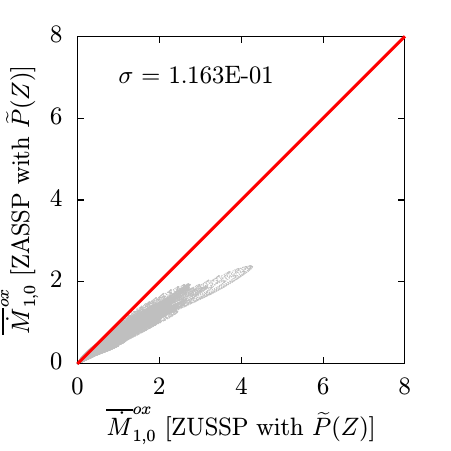 8
σ = 1.163E-01
6
4
2
0
0 2 4 6 8
$\overline{\dot{M}}_{1,0}^{ox}$ [ZASSP with $\widetilde{P}(Z)$]
$\overline{\dot{M}}_{1,0}^{ox}$ [ZUSSP with $\widetilde{P}(Z)$]